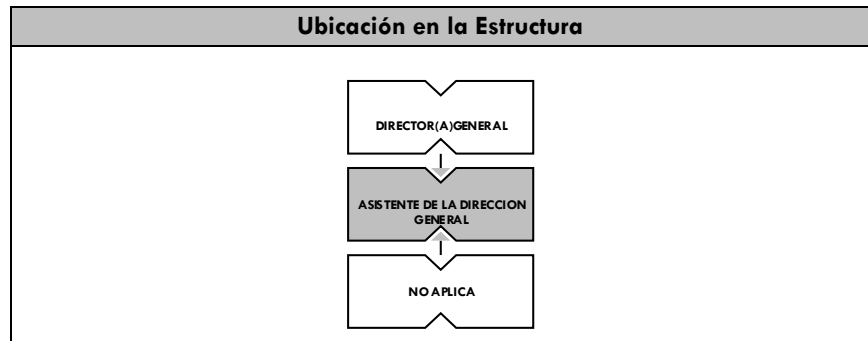 Ubicación en la Estructura
DIRECTOR(A)GENERAL
ASISTENTE DE LA DIRECCION
GENERAL
NO APLICA